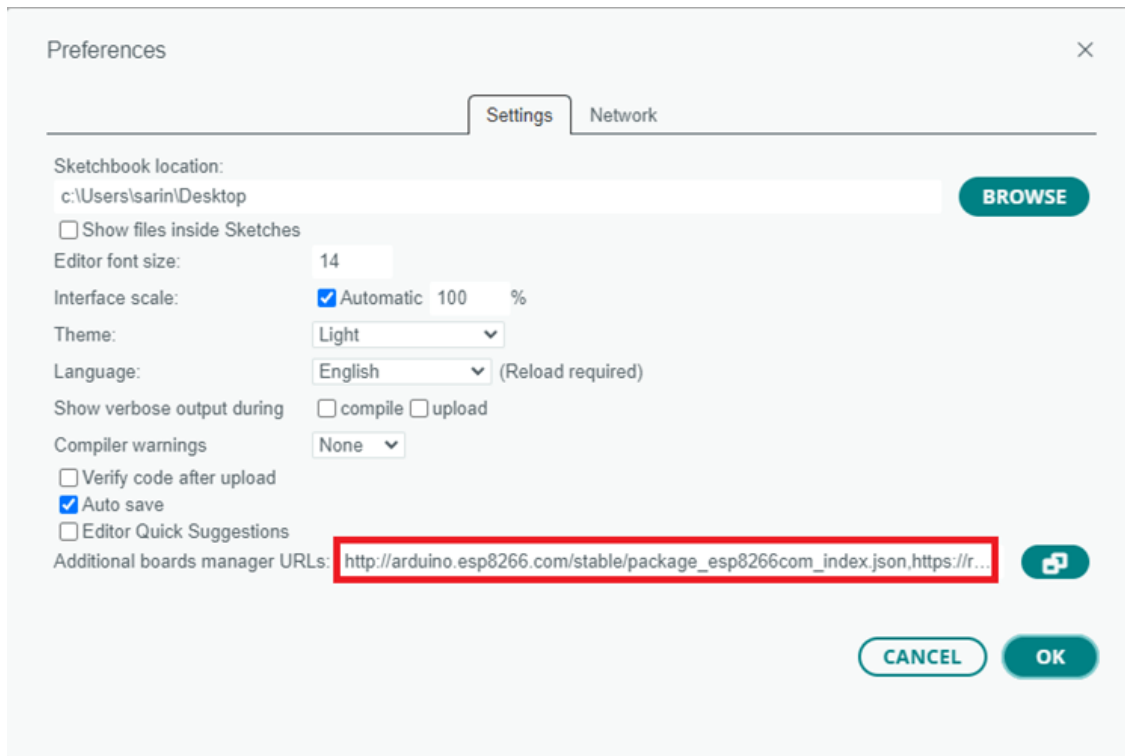 Preferences
Settings Network
Sketchbook location:
c:\Users\sarin\Desktop
BROWSE
Show files inside Sketches
Editor font size: 14
Interface scale: Automatic 100 %
Theme: Light
Language: English (Reload required)
Show verbose output during compile upload
Compiler warnings None
Verify code after upload
Auto save
Editor Quick Suggestions
Additional boards manager URLs: http://arduino.esp8266.com/stable/package_esp8266com_index.json,https://r...
CANCEL OK